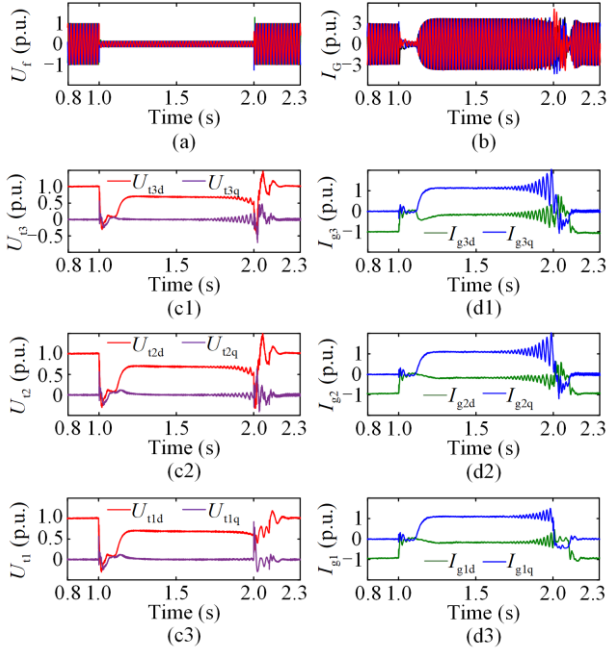 1
0
−1
U_f (p.u.)
0.8 1.0 1.5 2.0 2.3
Time (s)
(a)
3
0
−3
I_G (p.u.)
0.8 1.0 1.5 2.0 2.3
Time (s)
(b)
U_t3d U_t3q
1.0
0.5
0
−0.5
U_t3 (p.u.)
0.8 1.0 1.5 2.0 2.3
Time (s)
(c1)
1
0
−1
I_g3 (p.u.)
I_g3d I_g3q
0.8 1.0 1.5 2.0 2.3
Time (s)
(d1)
U_t2d U_t2q
1.0
0.5
0
U_t2 (p.u.)
0.8 1.0 1.5 2.0 2.3
Time (s)
(c2)
1
0
−1
I_g2 (p.u.)
I_g2d I_g2q
0.8 1.0 1.5 2.0 2.3
Time (s)
(d2)
U_t1d U_t1q
1.0
0.5
0
U_t1 (p.u.)
0.8 1.0 1.5 2.0 2.3
Time (s)
(c3)
1
0
−1
I_g1 (p.u.)
I_g1d I_g1q
0.8 1.0 1.5 2.0 2.3
Time (s)
(d3)